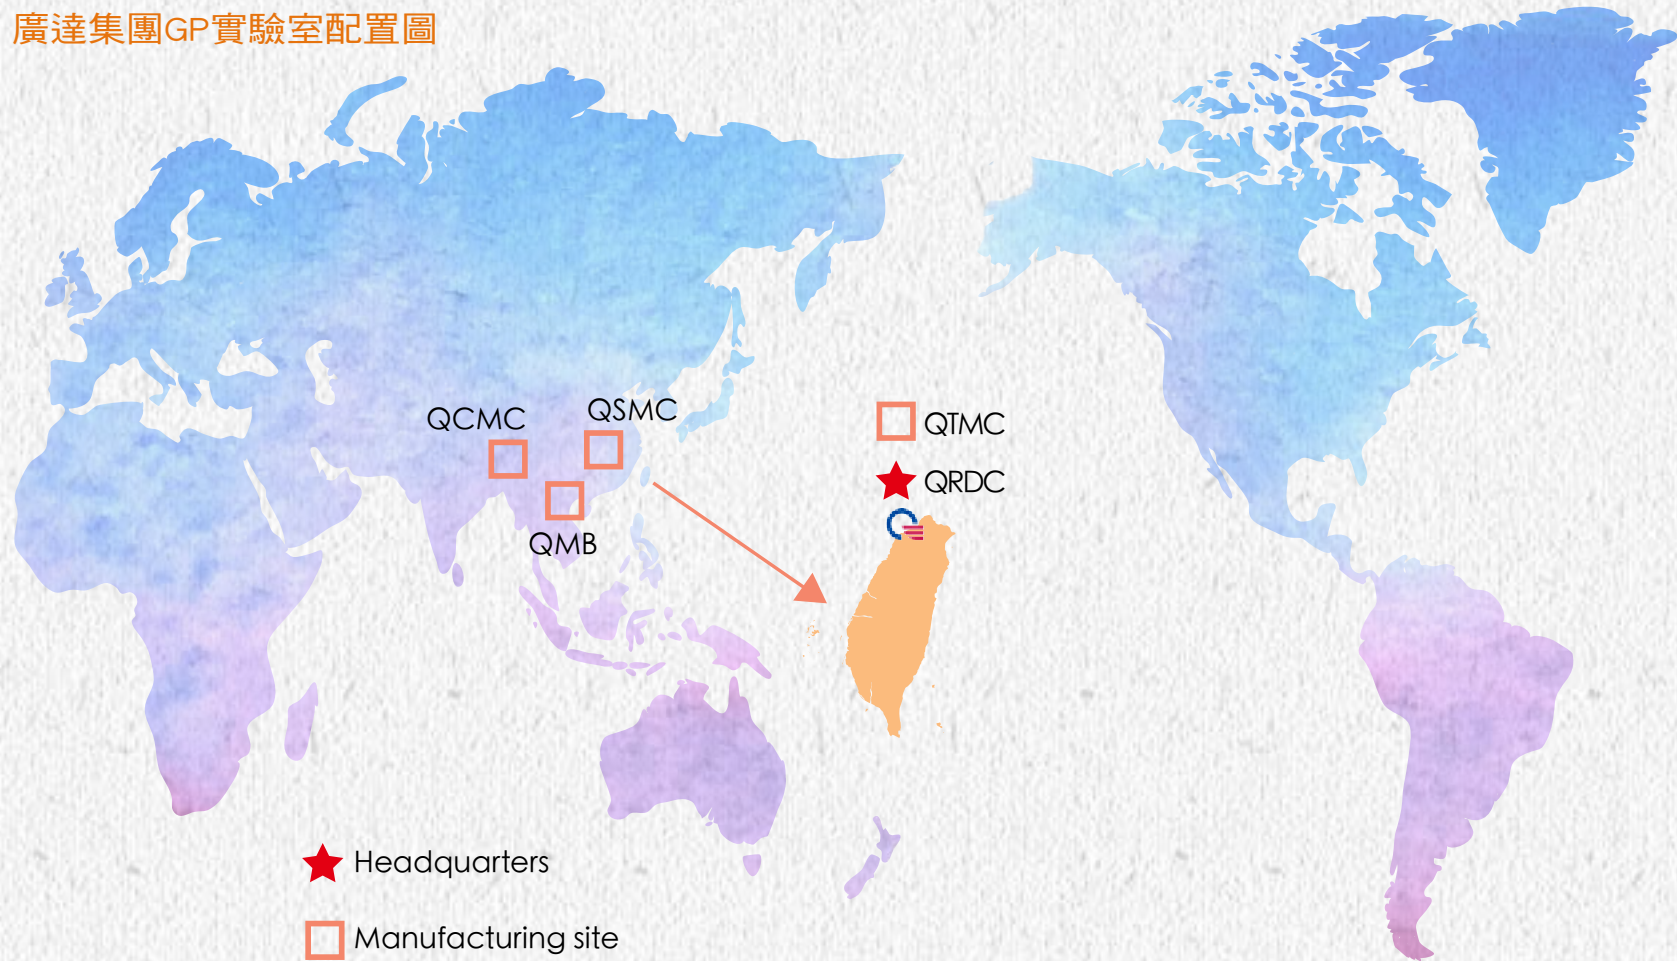 廣達集團GP實驗室配置圖
QCMC
QSMC
QMB
QTMC
QRDC
Headquarters
Manufacturing site